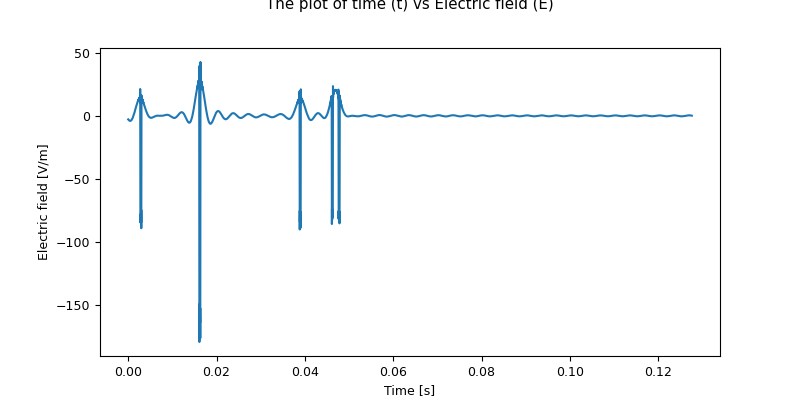 The plot of time (t) vs Electric field (E)
50
0
−50
−100
−150
Electric field [V/m]
0.00 0.02 0.04 0.06 0.08 0.10 0.12
Time [s]